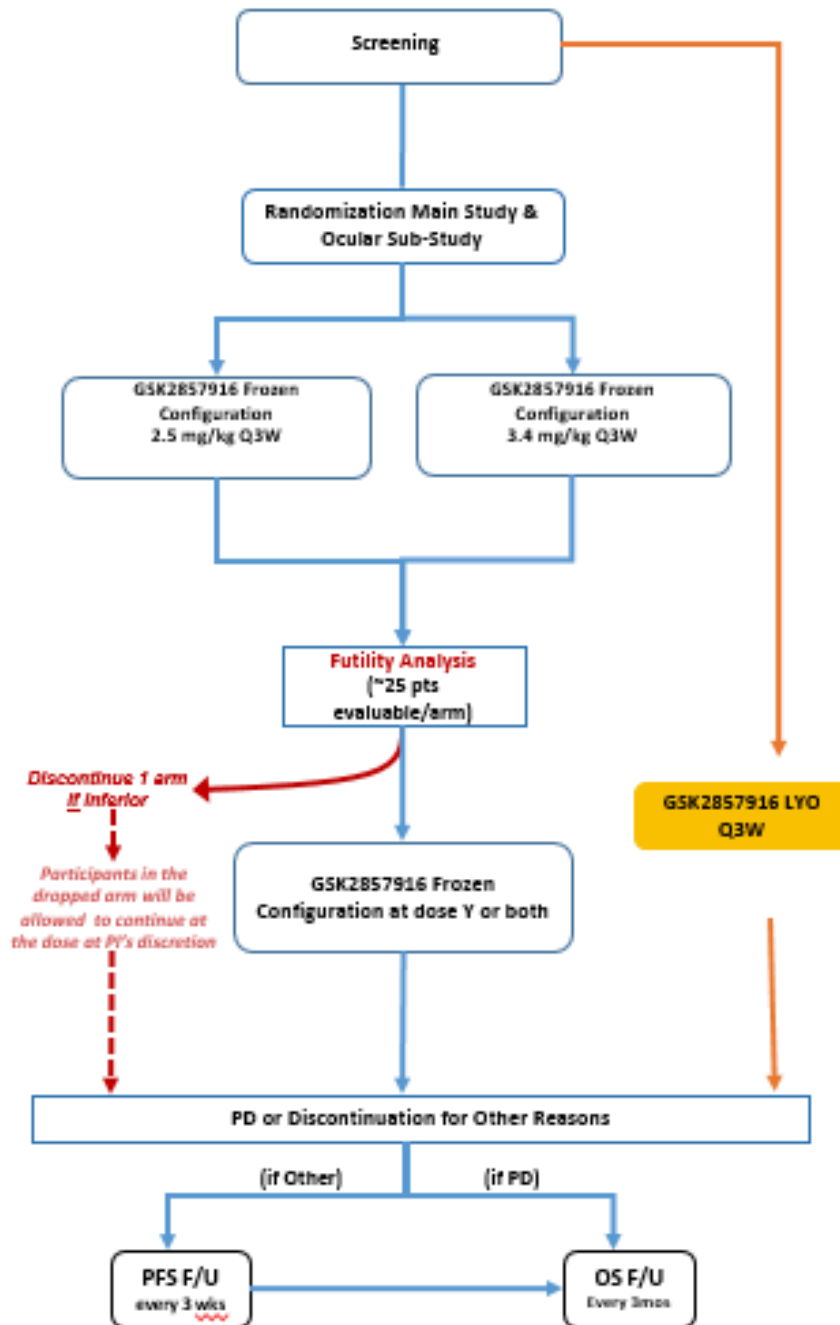 Screening
Randomization Main Study &
Ocular Sub-Study
GSK2857916 Frozen
Configuration
2.5 mg/kg Q3W
GSK2857916 Frozen
Configuration
3.4 mg/kg Q3W
Futility Analysis
(~25 pts
evaluable/arm)
Discontinue 1 arm
if inferior
Participants in the
dropped arm will be
allowed to continue at
the dose at PI's discretion
GSK2857916 Frozen
Configuration at dose Y or both
GSK2857916 LYO
Q3W
PD or Discontinuation for Other Reasons
(if Other)
(if PD)
PFS F/U
every 3 wks
OS F/U
Every 3mos